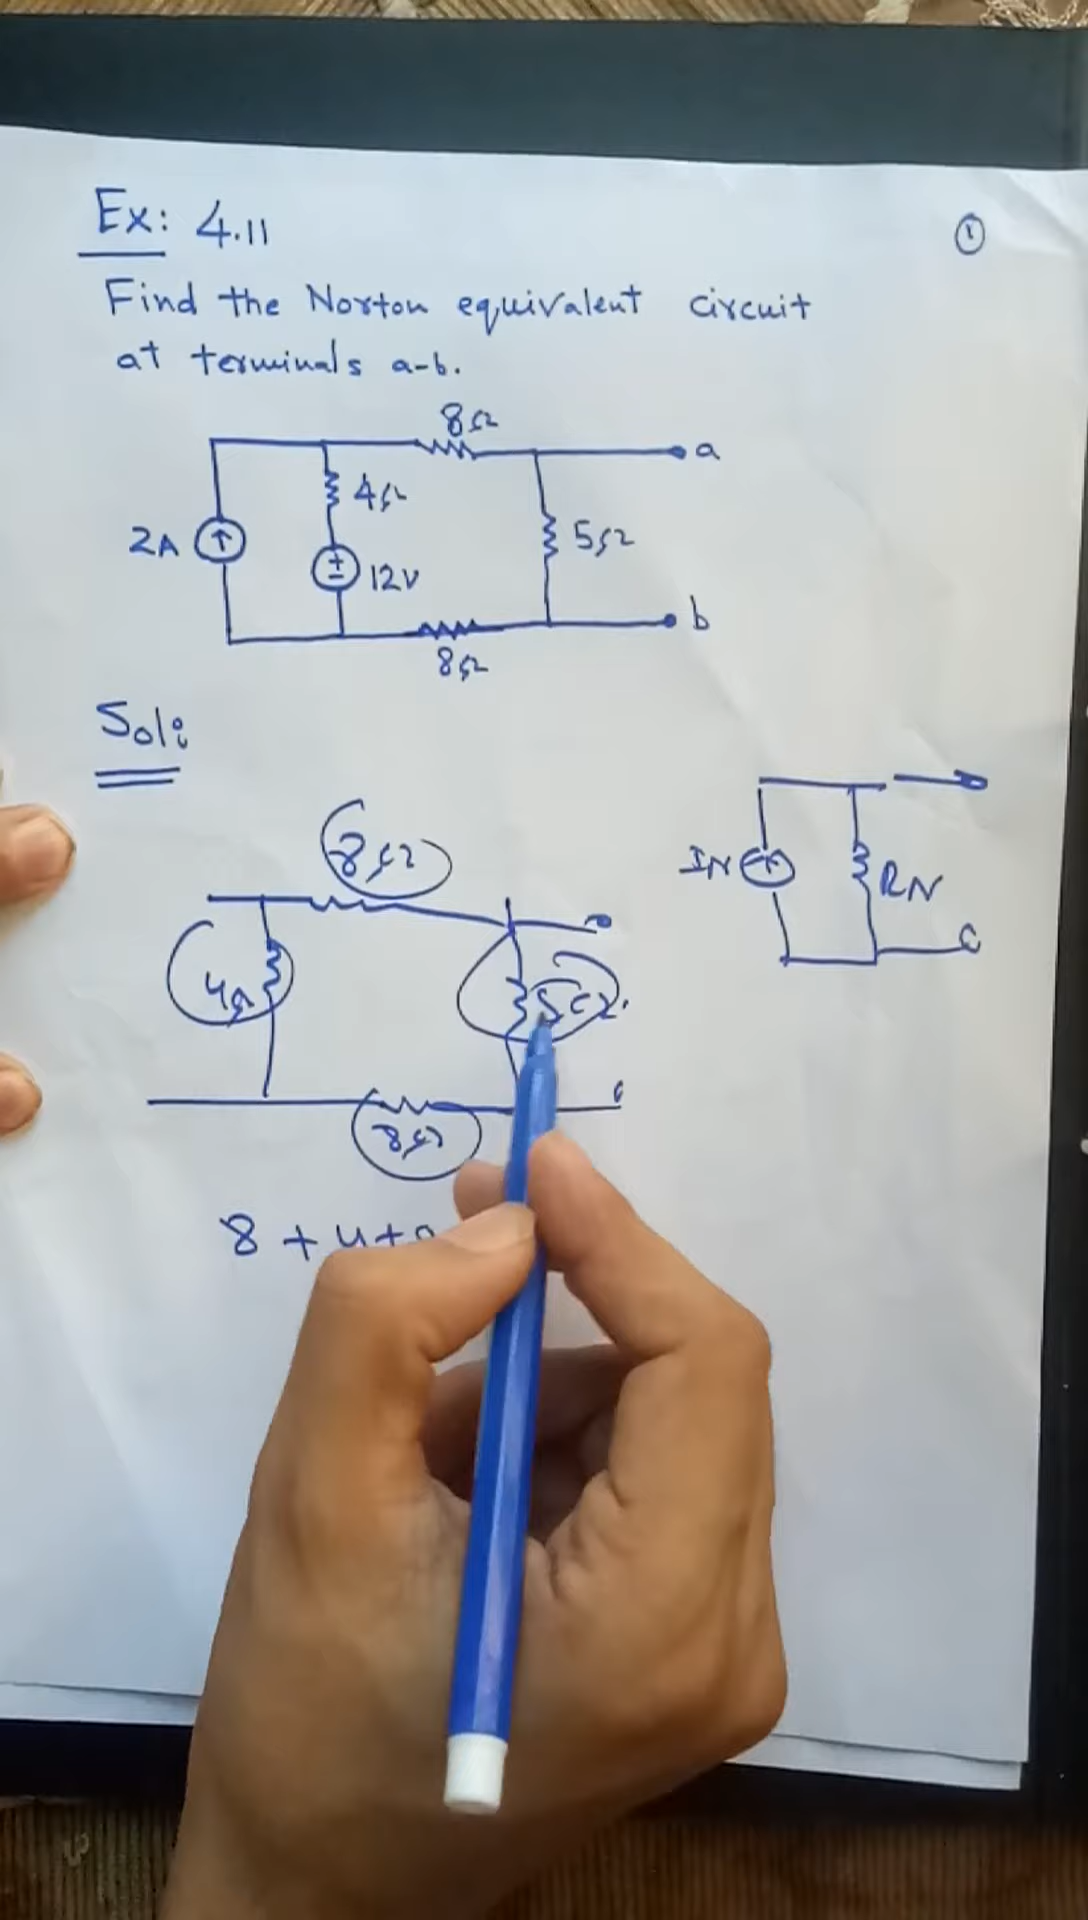 Ex: 4.11
①
Find the Norton equivalent circuit
at terminals a-b.
8Ω
a
4Ω
2A
5Ω
12V
b
8Ω
Sol:
8Ω
IN
RN
4Ω
5Ω
8Ω
8 + 4 +